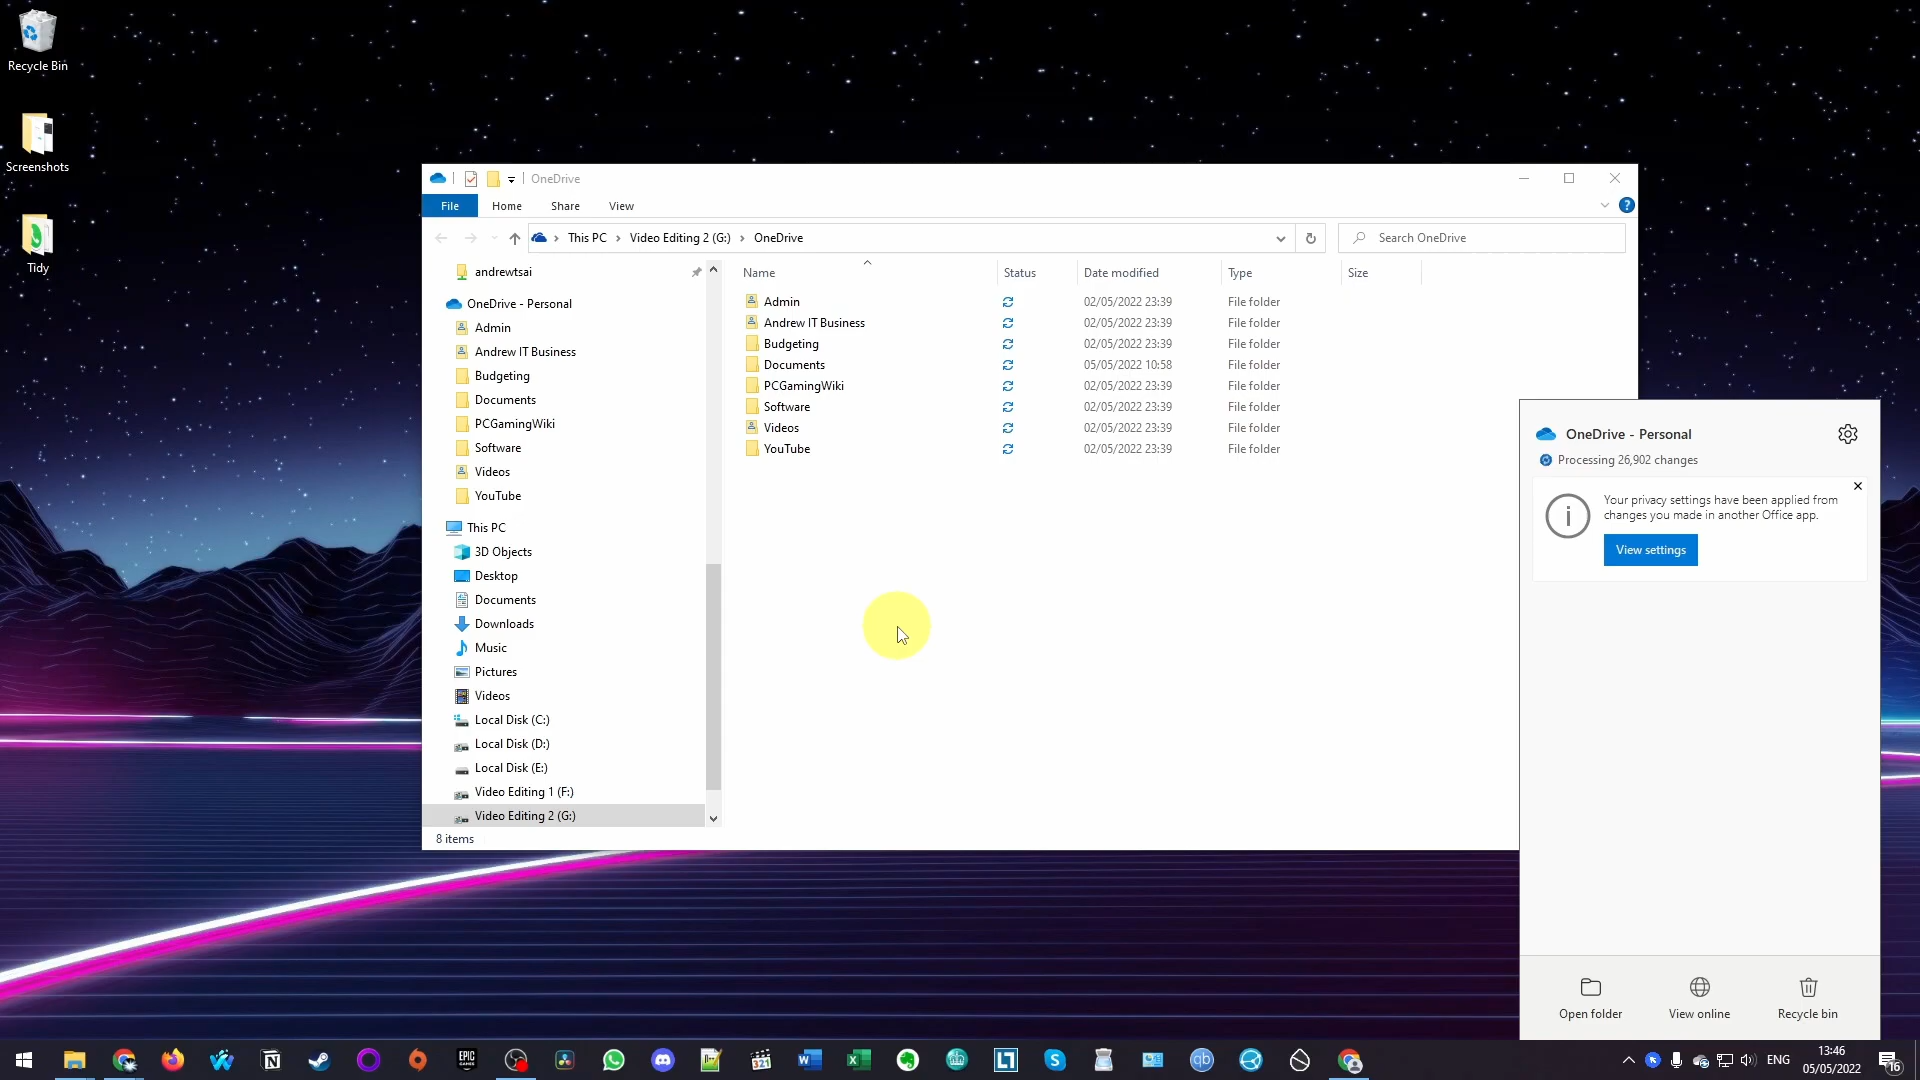 Recycle Bin
Screenshots
Tidy
OneDrive
File
Home
Share
View
?
This PC
Video Editing 2 (G:)
OneDrive
Search OneDrive
andrewtsai
OneDrive - Personal
Admin
Andrew IT Business
Budgeting
Documents
PCGamingWiki
Software
Videos
YouTube
This PC
3D Objects
Desktop
Documents
Downloads
Music
Pictures
Videos
Local Disk (C:)
Local Disk (D:)
Local Disk (E:)
Video Editing 1 (F:)
Video Editing 2 (G:)
8 items
Name Status Date modified Type Size
Admin 02/05/2022 23:39 File folder
Andrew IT Business 02/05/2022 23:39 File folder
Budgeting 02/05/2022 23:39 File folder
Documents 05/05/2022 10:58 File folder
PCGamingWiki 02/05/2022 23:39 File folder
Software 02/05/2022 23:39 File folder
Videos 02/05/2022 23:39 File folder
YouTube 02/05/2022 23:39 File folder
OneDrive - Personal
Processing 26,902 changes
Your privacy settings have been applied from
changes you made in another Office app.
View settings
Open folder
View online
Recycle bin
EPIC
GAMES
321
qb
ENG
13:46
05/05/2022
16